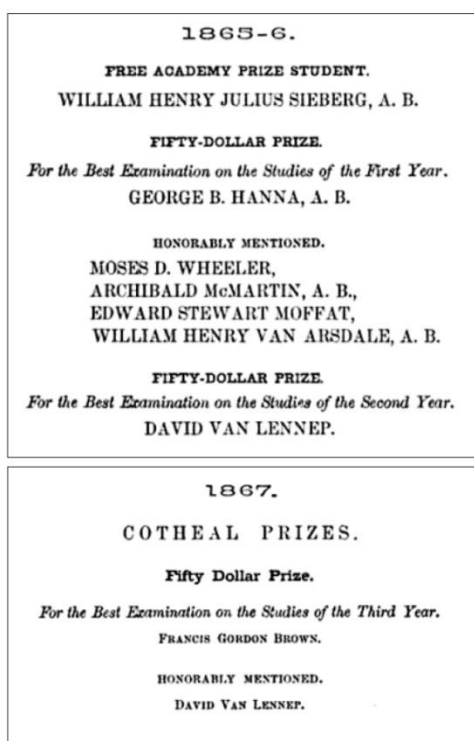 1865-6.
FREE ACADEMY PRIZE STUDENT.
WILLIAM HENRY JULIUS SIEBERG, A. B.
FIFTY-DOLLAR PRIZE.
For the Best Examination on the Studies of the First Year.
GEORGE B. HANNA, A. B.
HONORABLY MENTIONED.
MOSES D. WHEELER,
ARCHIBALD McMARTIN, A. B.,
EDWARD STEWART MOFFAT,
WILLIAM HENRY VAN ARSDALE, A. B.
FIFTY-DOLLAR PRIZE.
For the Best Examination on the Studies of the Second Year.
DAVID VAN LENNEP.
1867.
COTHEAL PRIZES.
Fifty Dollar Prize.
For the Best Examination on the Studies of the Third Year.
FRANCIS GORDON BROWN.
HONORABLY MENTIONED.
DAVID VAN LENNEP.